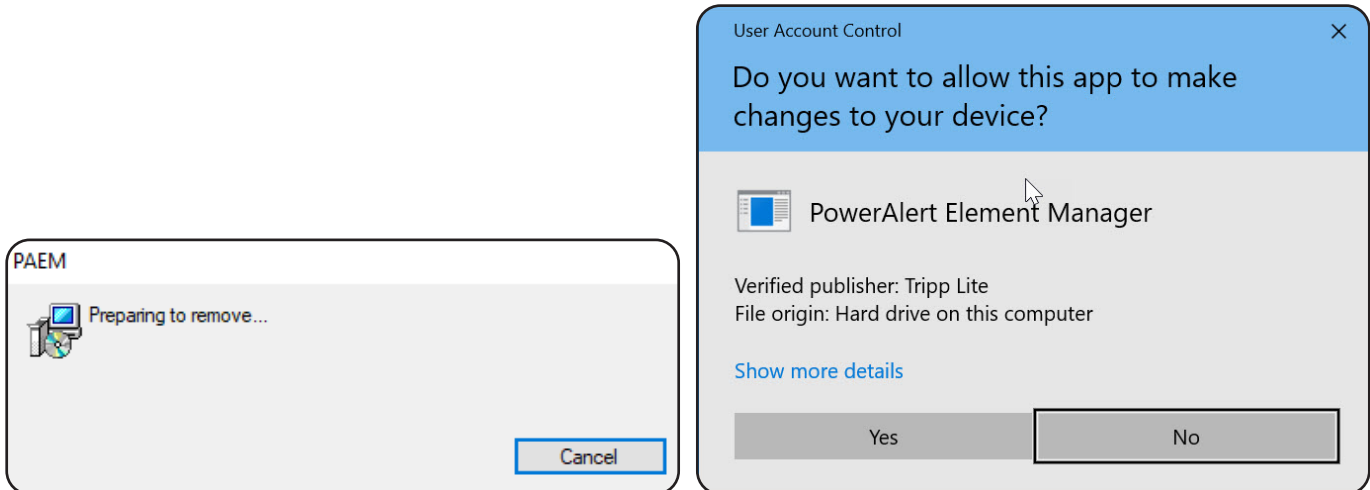 PAEM
Preparing to remove...
Cancel
User Account Control
Do you want to allow this app to make
changes to your device?
PowerAlert Element Manager
Verified publisher: Tripp Lite
File origin: Hard drive on this computer
Show more details
Yes
No